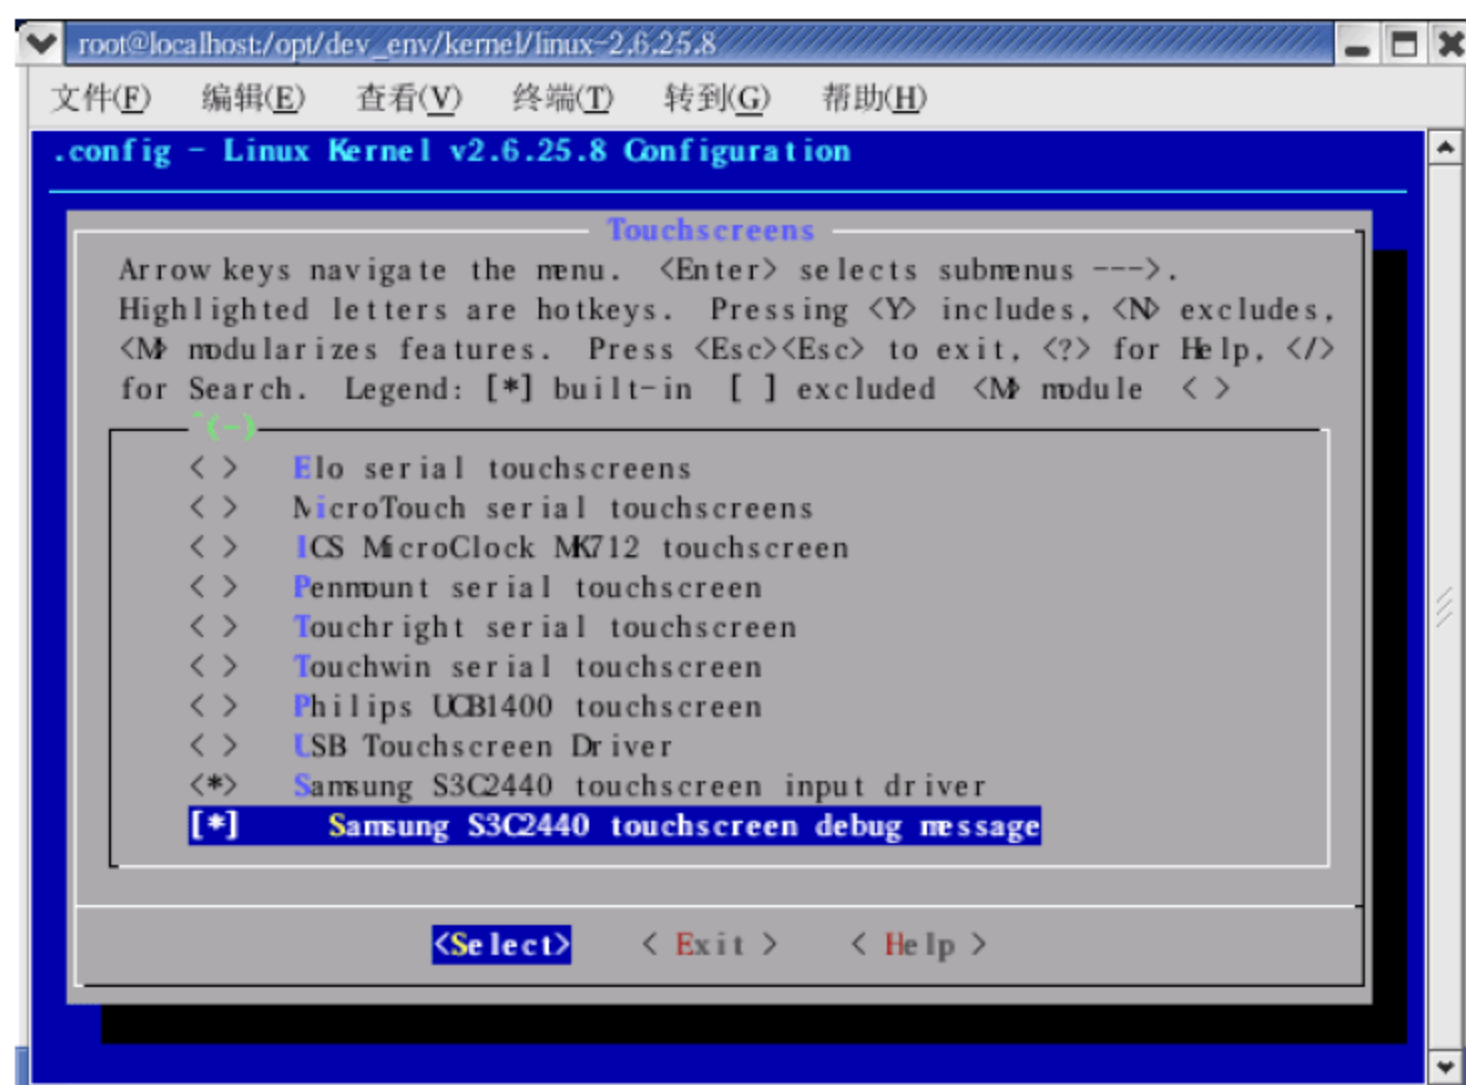 root@localhost:/opt/dev_env/kernel/linux-2.6.25.8
文件(F) 编辑(E) 查看(V) 终端(T) 转到(G) 帮助(H)
.config - Linux Kernel v2.6.25.8 Configuration
Touchscreens
Arrow keys navigate the menu. <Enter> selects submenus --->.
Highlighted letters are hotkeys. Pressing <Y> includes, <N> excludes,
<M> modularizes features. Press <Esc><Esc> to exit, <?> for Help, </>
for Search. Legend: [*] built-in [ ] excluded <M> module < >
^(-)
< > Elo serial touchscreens
< > MicroTouch serial touchscreens
< > ICS MicroClock MK712 touchscreen
< > Penmount serial touchscreen
< > Touchright serial touchscreen
< > Touchwin serial touchscreen
< > Philips UCB1400 touchscreen
< > USB Touchscreen Driver
<*> Samsung S3C2440 touchscreen input driver
[*] Samsung S3C2440 touchscreen debug message
<Select> < Exit > < Help >